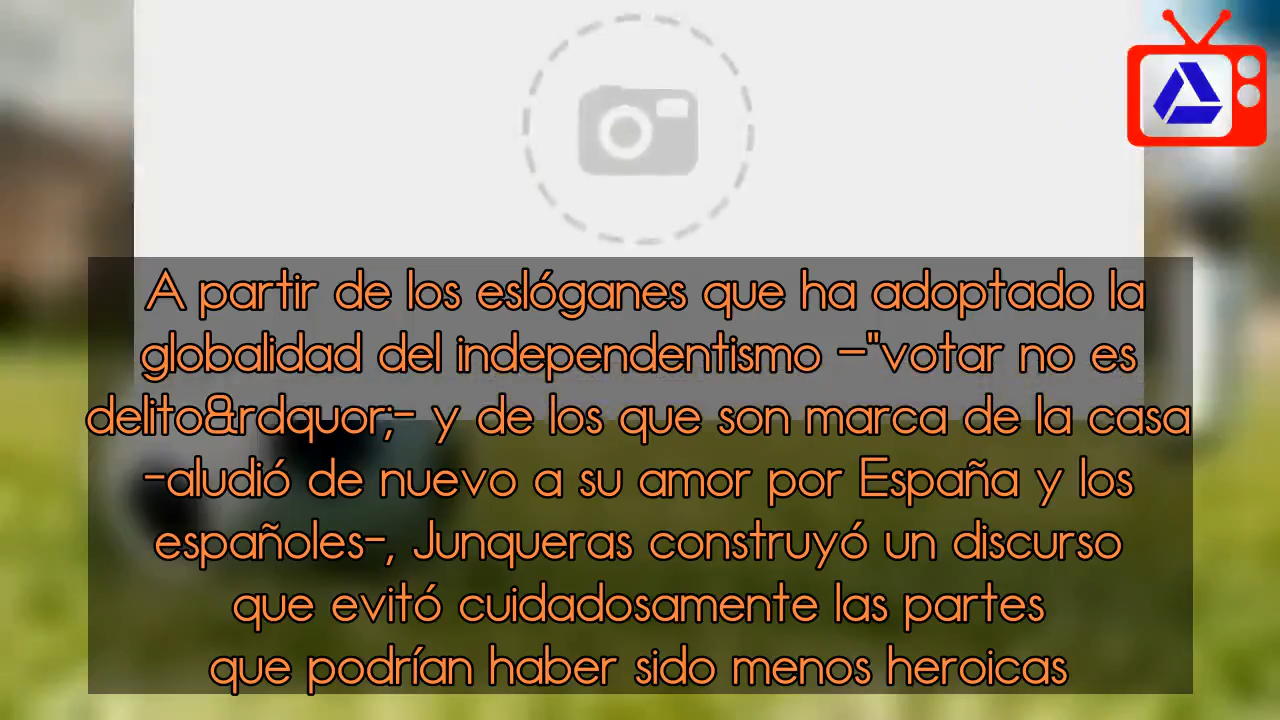 A partir de los eslóganes que ha adoptado la
globalidad del independentismo –"votar no es
delito&rdquor;– y de los que son marca de la casa
–aludió de nuevo a su amor por España y los
españoles–, Junqueras construyó un discurso
que evitó cuidadosamente las partes
que podrían haber sido menos heroicas